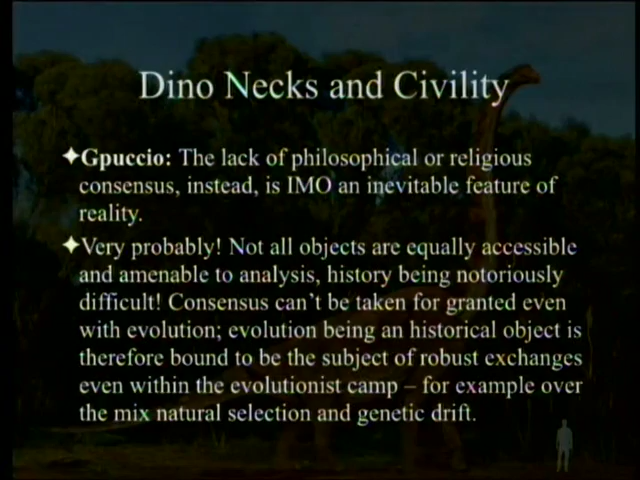 Dino Necks and Civility
✦Gpuccio: The lack of philosophical or religious
consensus, instead, is IMO an inevitable feature of
reality.
✦Very probably! Not all objects are equally accessible
and amenable to analysis, history being notoriously
difficult! Consensus can't be taken for granted even
with evolution; evolution being an historical object is
therefore bound to be the subject of robust exchanges
even within the evolutionist camp – for example over
the mix natural selection and genetic drift.